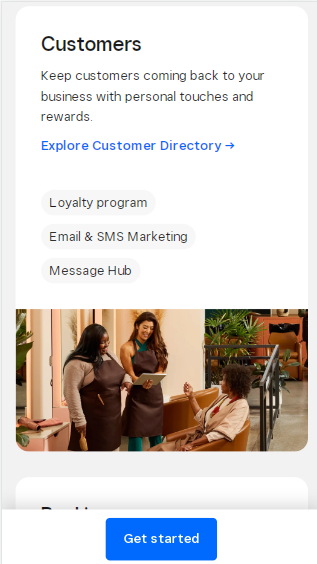 Customers
Keep customers coming back to your
business with personal touches and
rewards.
Explore Customer Directory →
Loyalty program
Email & SMS Marketing
Message Hub
Get started